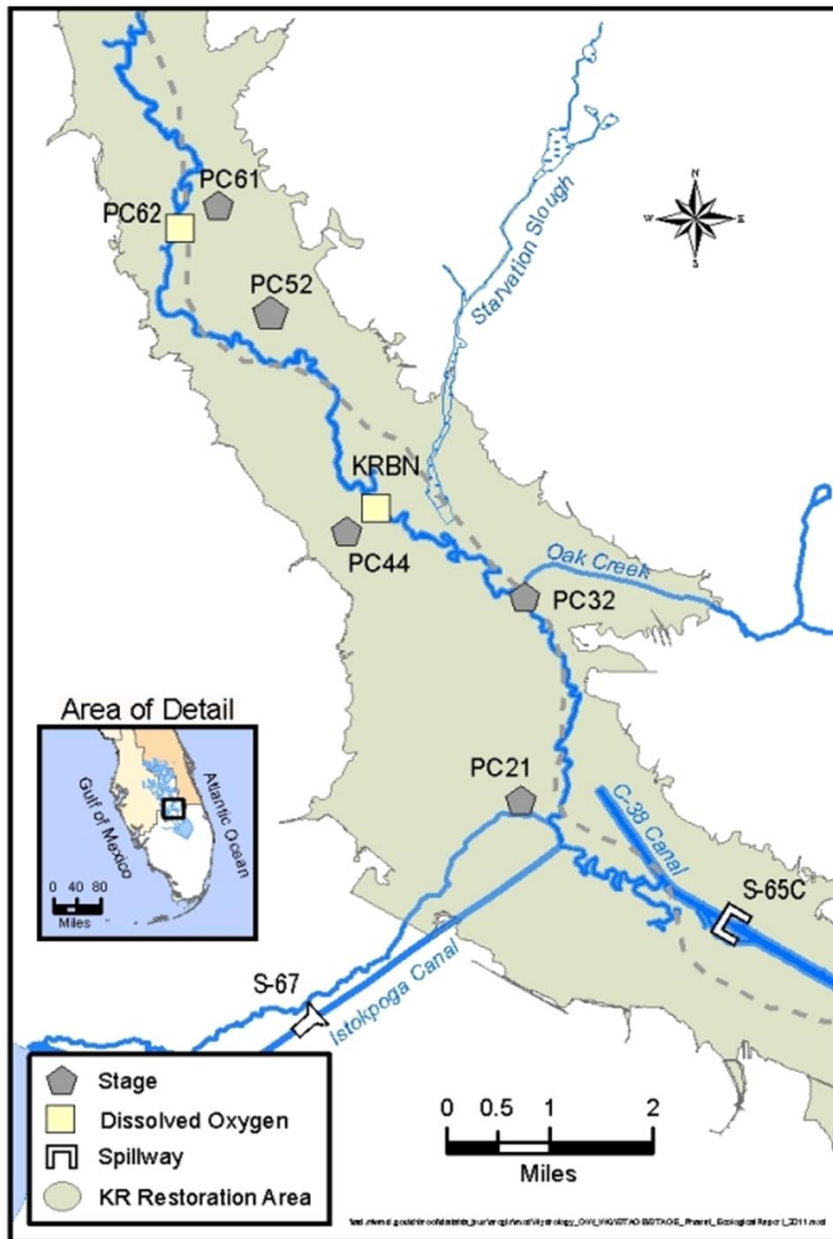 PC61
PC62
PC52
Starvation Slough
N
W
E
S
KRBN
PC44
Oak Creek
PC32
Area of Detail
Gulf of Mexico
Atlantic Ocean
0 40 80
Miles
PC21
C-38 Canal
S-65C
S-67
Istokpoga Canal
Stage
Dissolved Oxygen
Spillway
KR Restoration Area
0 0.5 1 2
Miles